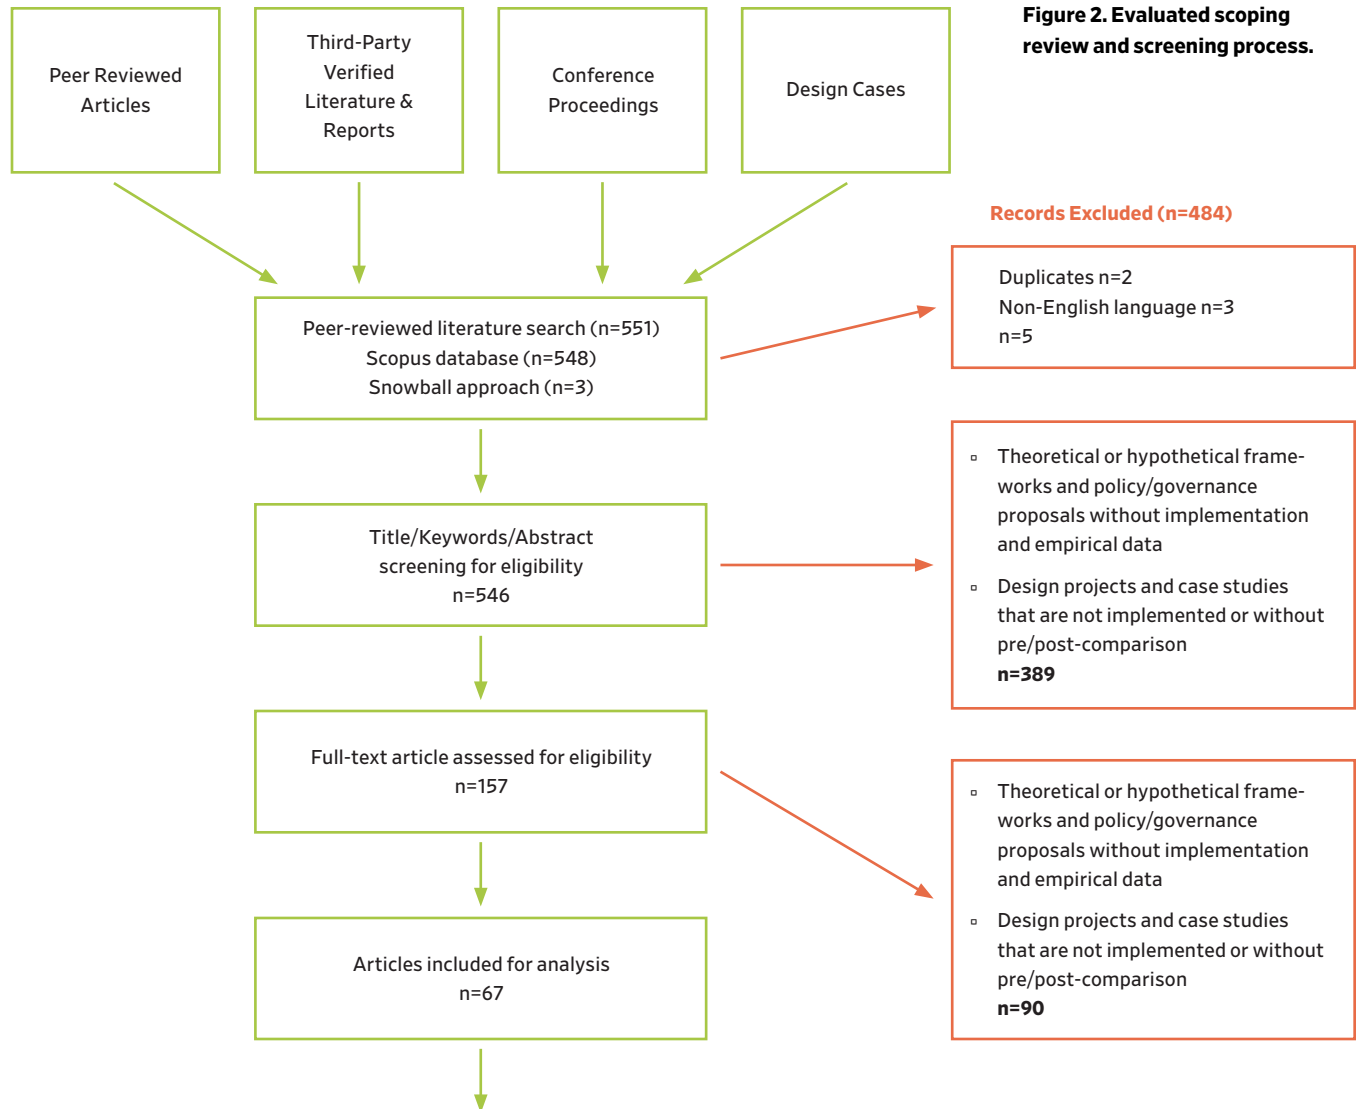 Figure 2. Evaluated scoping
review and screening process.
Peer Reviewed
Articles
Third-Party
Verified
Literature &
Reports
Conference
Proceedings
Design Cases
Records Excluded (n=484)
Peer-reviewed literature search (n=551)
Scopus database (n=548)
Snowball approach (n=3)
Duplicates n=2
Non-English language n=3
n=5
Title/Keywords/Abstract
screening for eligibility
n=546
▫ Theoretical or hypothetical frame-
works and policy/governance
proposals without implementation
and empirical data
▫ Design projects and case studies
that are not implemented or without
pre/post-comparison
n=389
Full-text article assessed for eligibility
n=157
▫ Theoretical or hypothetical frame-
works and policy/governance
proposals without implementation
and empirical data
▫ Design projects and case studies
that are not implemented or without
pre/post-comparison
n=90
Articles included for analysis
n=67